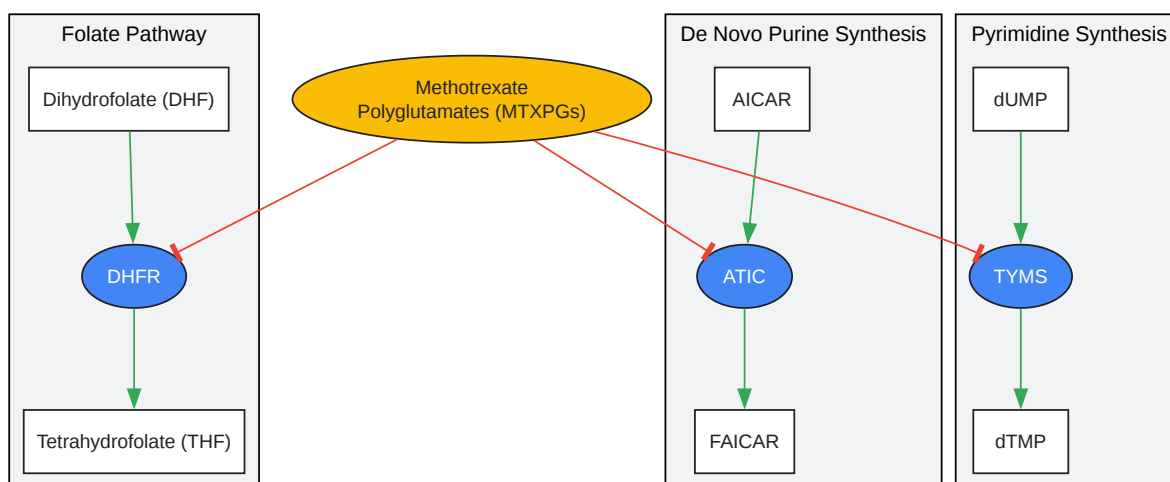 Folate Pathway
De Novo Purine Synthesis
Pyrimidine Synthesis
Dihydrofolate (DHF)
Methotrexate
Polyglutamates (MTXPGs)
AICAR
dUMP
DHFR
ATIC
TYMS
Tetrahydrofolate (THF)
FAICAR
dTMP